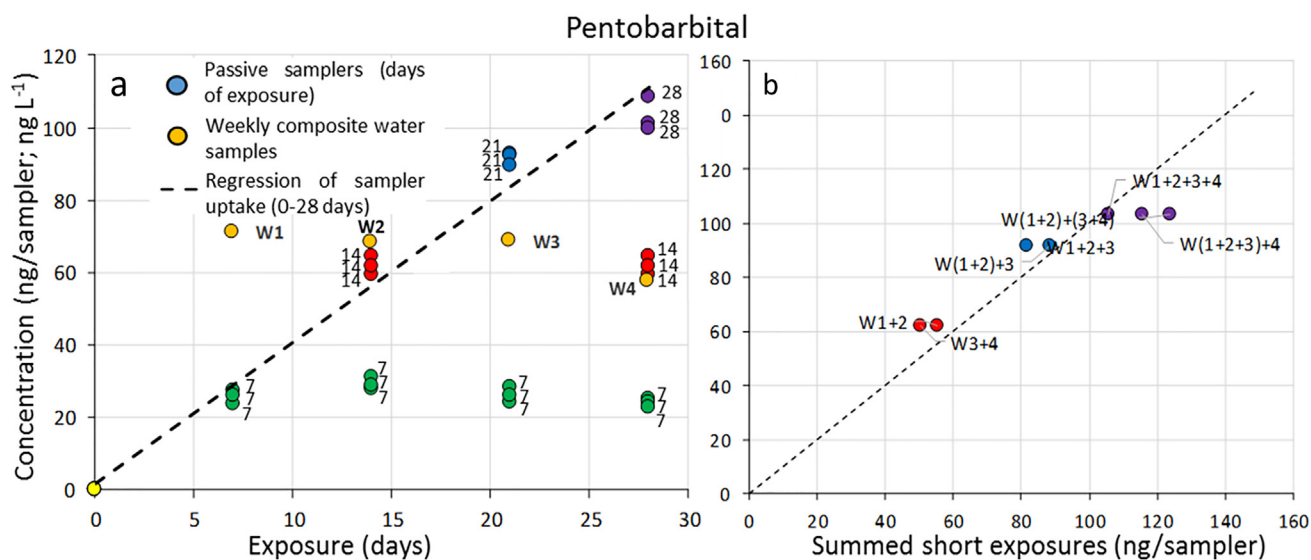 Pentobarbital
a
Passive samplers (days
of exposure)
Weekly composite water
samples
Regression of sampler
uptake (0-28 days)
Concentration (ng/sampler; ng L-1)
120
100
80
60
40
20
0
W1
W2
W3
W4
7
7
7
14
14
14
7
7
7
21
21
21
7
7
7
28
28
28
14
14
14
7
7
7
0 5 10 15 20 25 30
Exposure (days)
b
160
0
120
100
80
60
40
20
0
W1+2+3+4
W(1+2)+(3+4)
W(1+2+3)+4
W(1+2)+3
W1+2+3
W1+2
W3+4
0 20 40 60 80 100 120 140 160
Summed short exposures (ng/sampler)